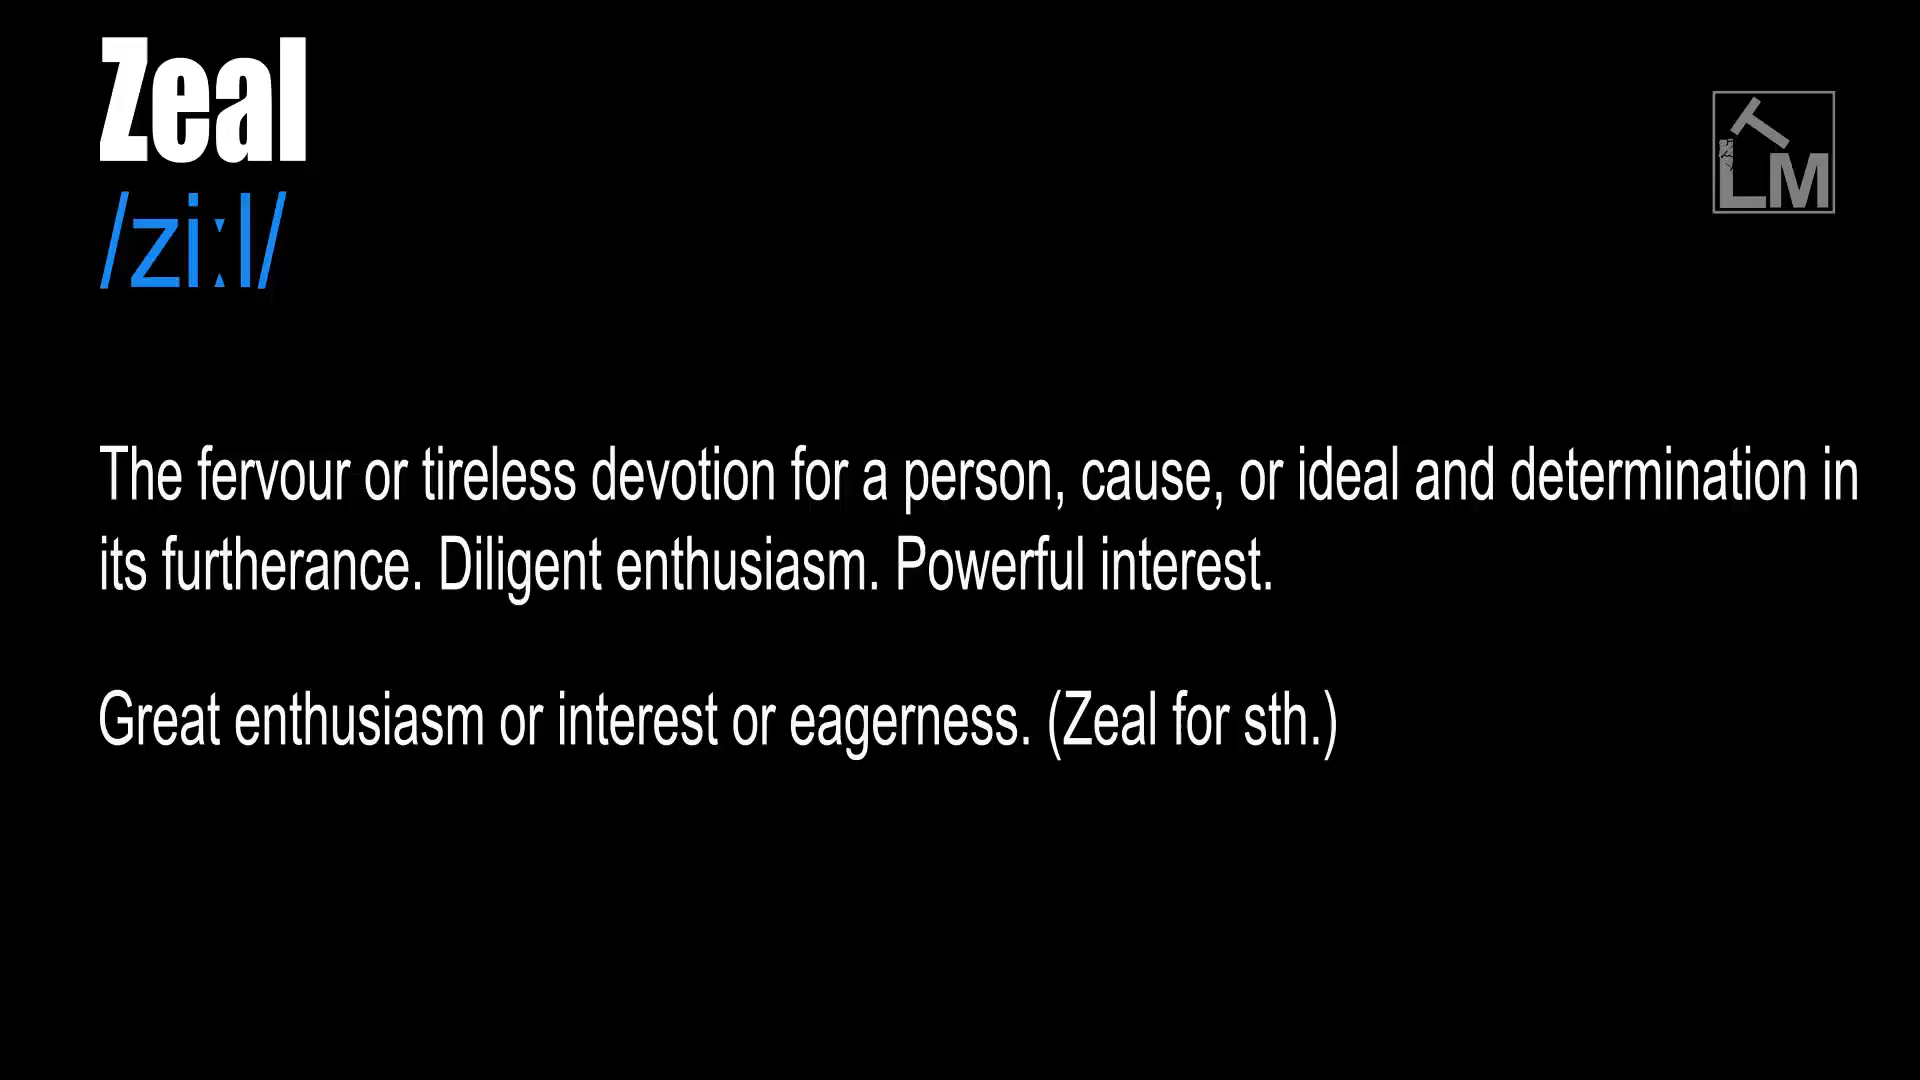 Zeal
/ziːl/
The fervour or tireless devotion for a person, cause, or ideal and determination in
its furtherance. Diligent enthusiasm. Powerful interest.
Great enthusiasm or interest or eagerness. (Zeal for sth.)
TLM